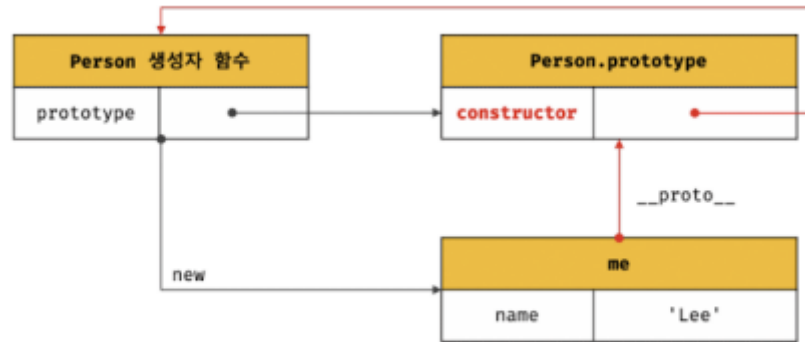 Person 생성자 함수
prototype
Person.prototype
constructor
__proto__
new
me
name
'Lee'